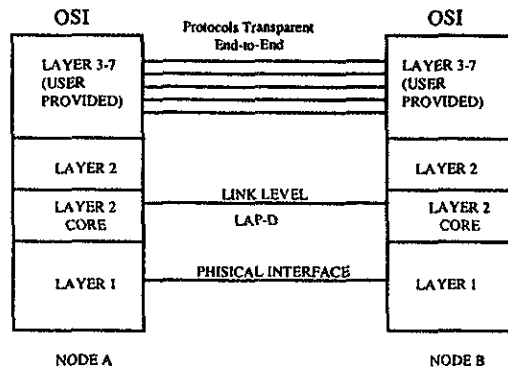 OSI
OSI
Protocols Transparent
End-to-End
LAYER 3-7
(USER
PROVIDED)
LAYER 3-7
(USER
PROVIDED)
LAYER 2
LAYER 2
LINK LEVEL
LAYER 2
CORE
LAP-D
LAYER 2
CORE
LAYER 1
PHISICAL INTERFACE
LAYER 1
NODE A
NODE B